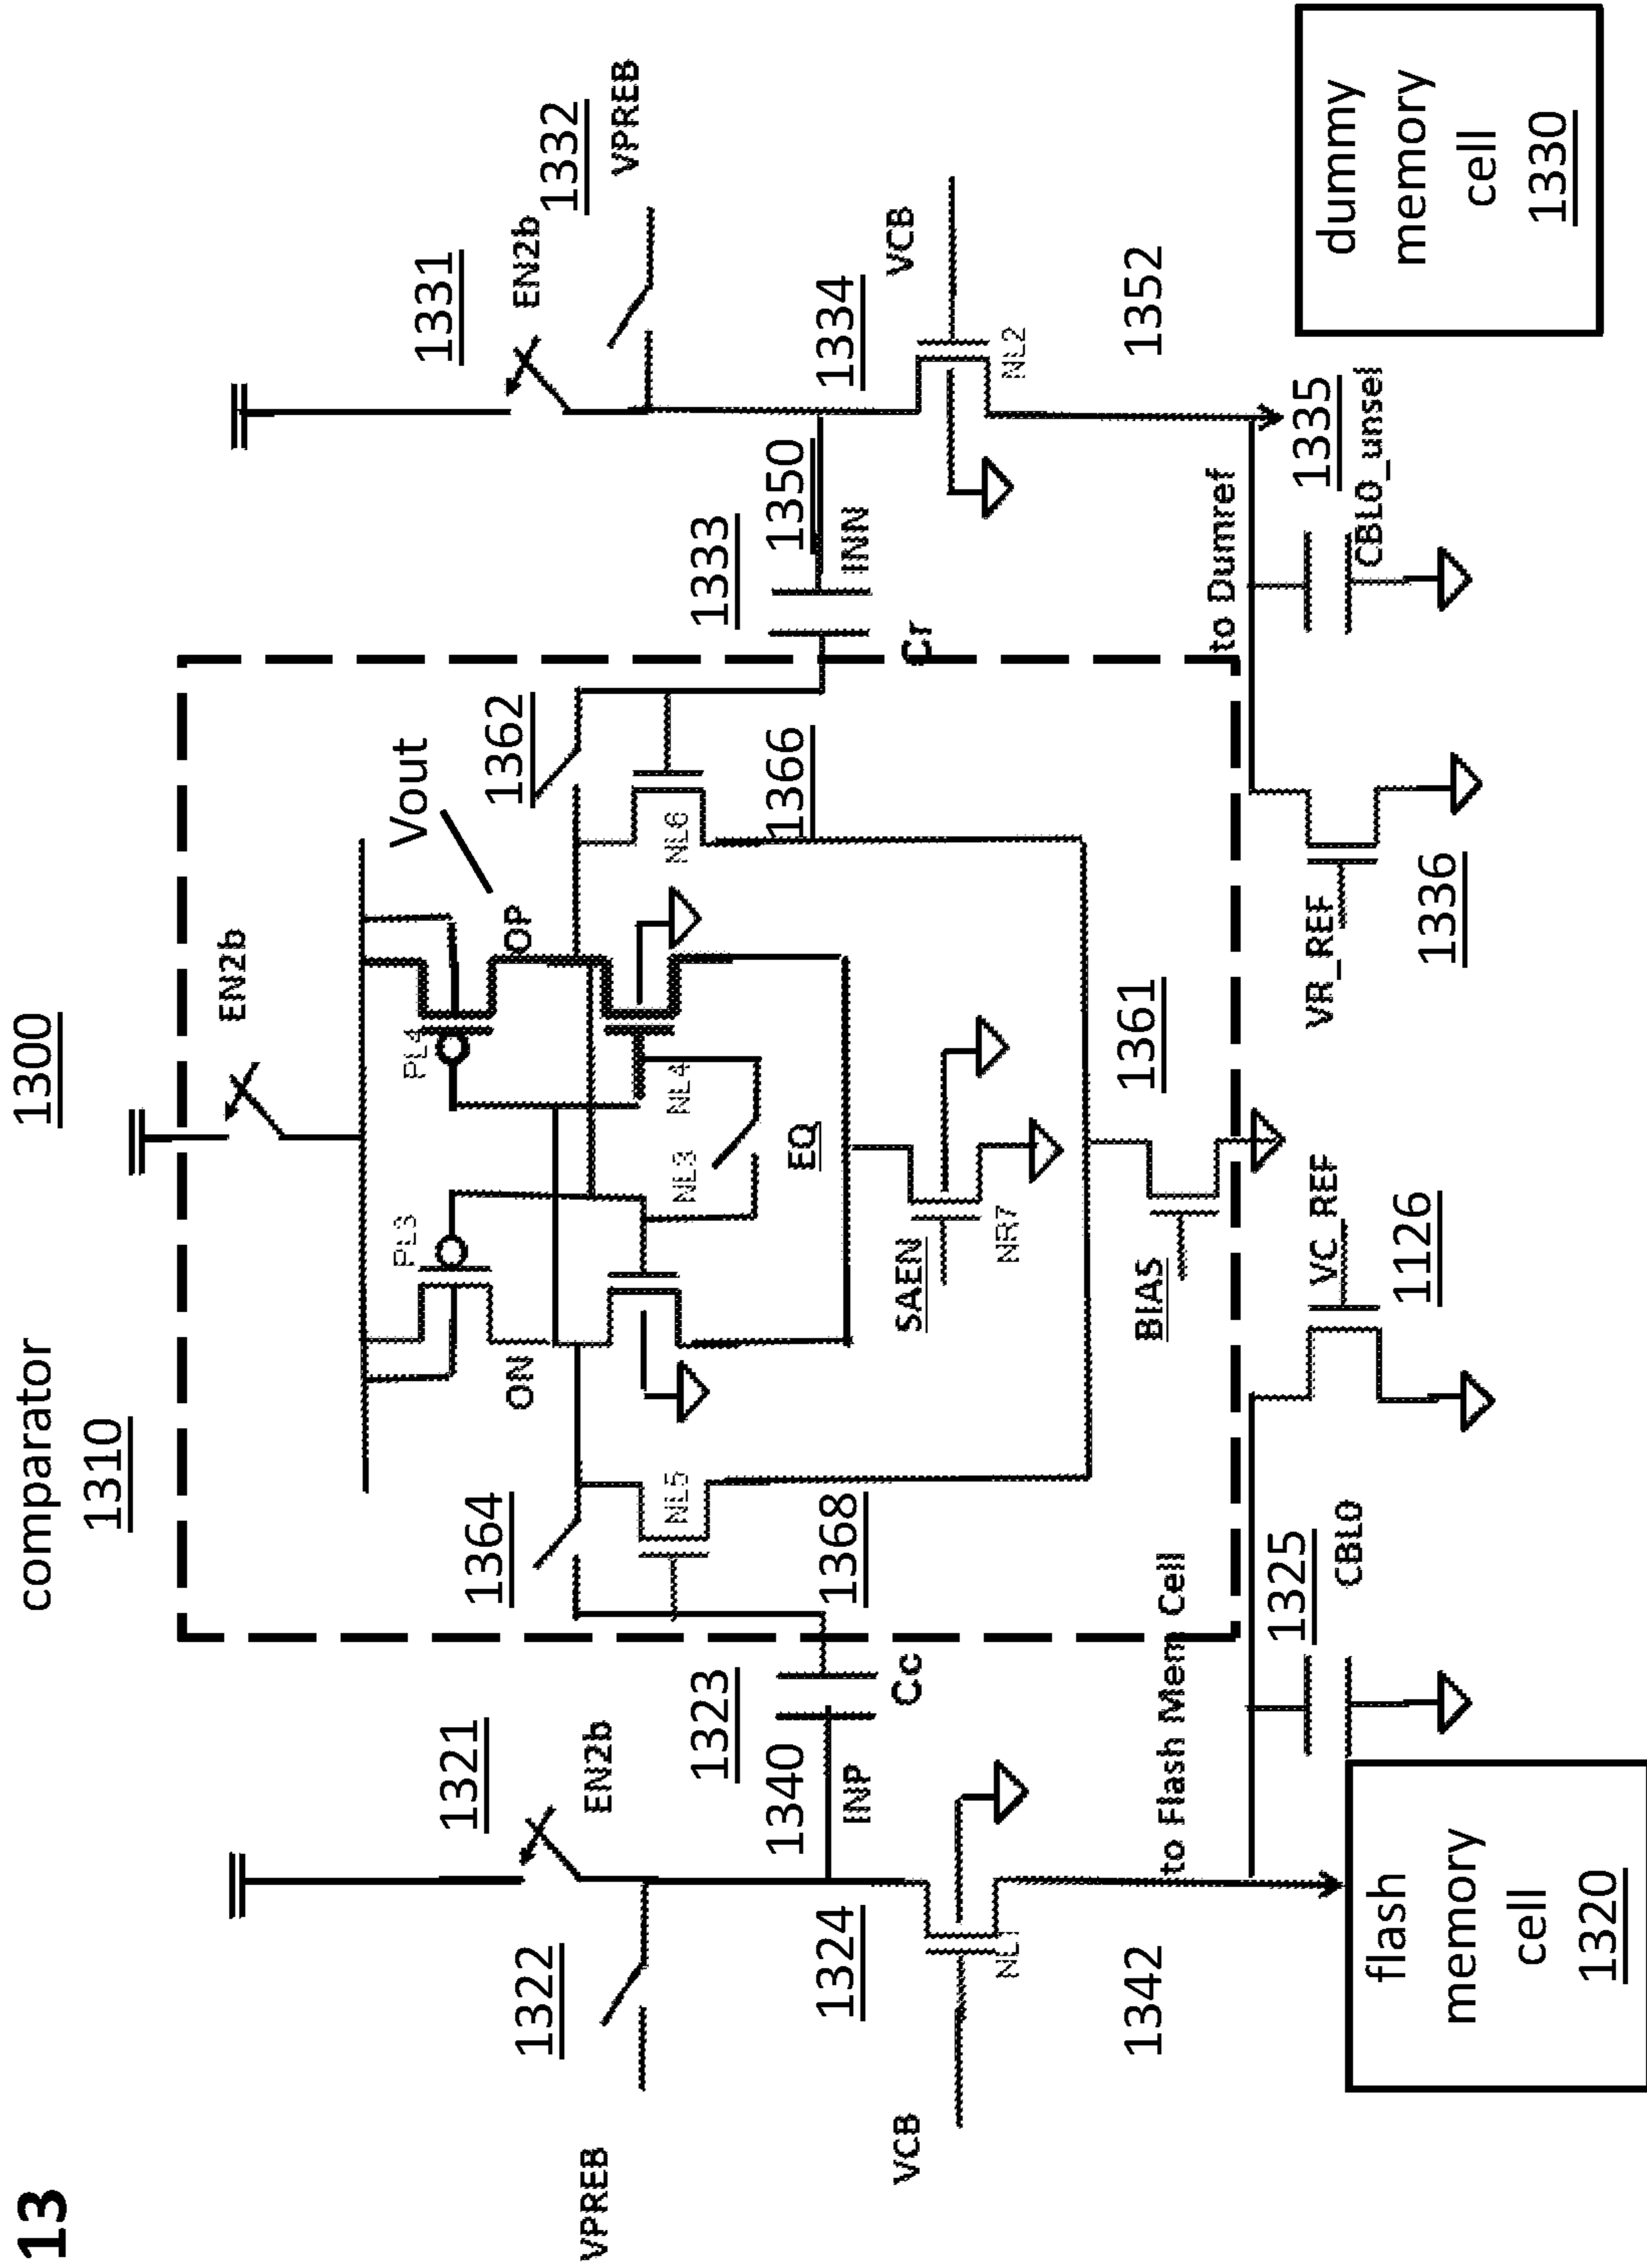 13
1300
comparator
1310
EN2b
1321
EN2b
1322
VPREB
1331
EN2b
1332
VPREB
Vout
PL3
PL4
ON
OP
1364
1362
NL5
NL3
NL4
NL6
EQ
1323
1340
INP
Cc
1333
1350
INN
Cr
1324
1368
1366
1334
VCB
NL1
SAEN
NR7
VCB
NL2
1342
to Flash Mem Cell
BIAS
1361
to Dumref
1352
1325
CBL0
VC_REF
1126
VR_REF
1336
1335
CBL0_unsel
flash
memory
cell
1320
dummy
memory
cell
1330